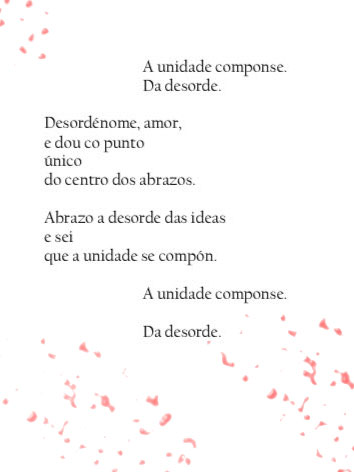 A unidade componse.
Da desorde.
Desordénome, amor,
e dou co punto
único
do centro dos abrazos.
Abrazo a desorde das ideas
e sei
que a unidade se compón.
A unidade componse.
Da desorde.